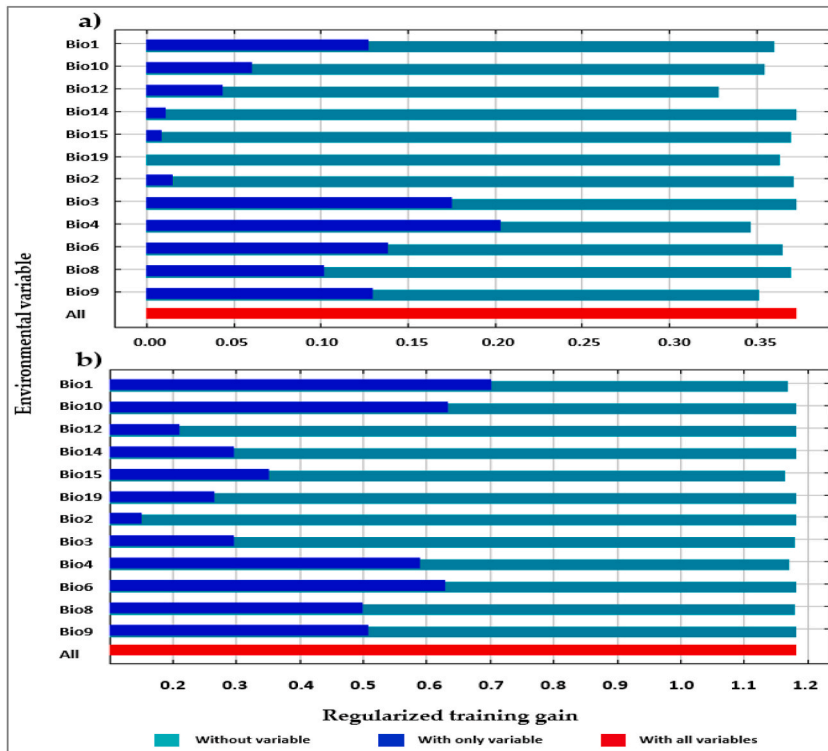 a)
Bio1
Bio10
Bio12
Bio14
Bio15
Bio19
Bio2
Bio3
Bio4
Bio6
Bio8
Bio9
All
0.00 0.05 0.10 0.15 0.20 0.25 0.30 0.35
Environmental variable
b)
Bio1
Bio10
Bio12
Bio14
Bio15
Bio19
Bio2
Bio3
Bio4
Bio6
Bio8
Bio9
All
0.2 0.3 0.4 0.5 0.6 0.7 0.8 0.9 1.0 1.1 1.2
Regularized training gain
Without variable With only variable With all variables